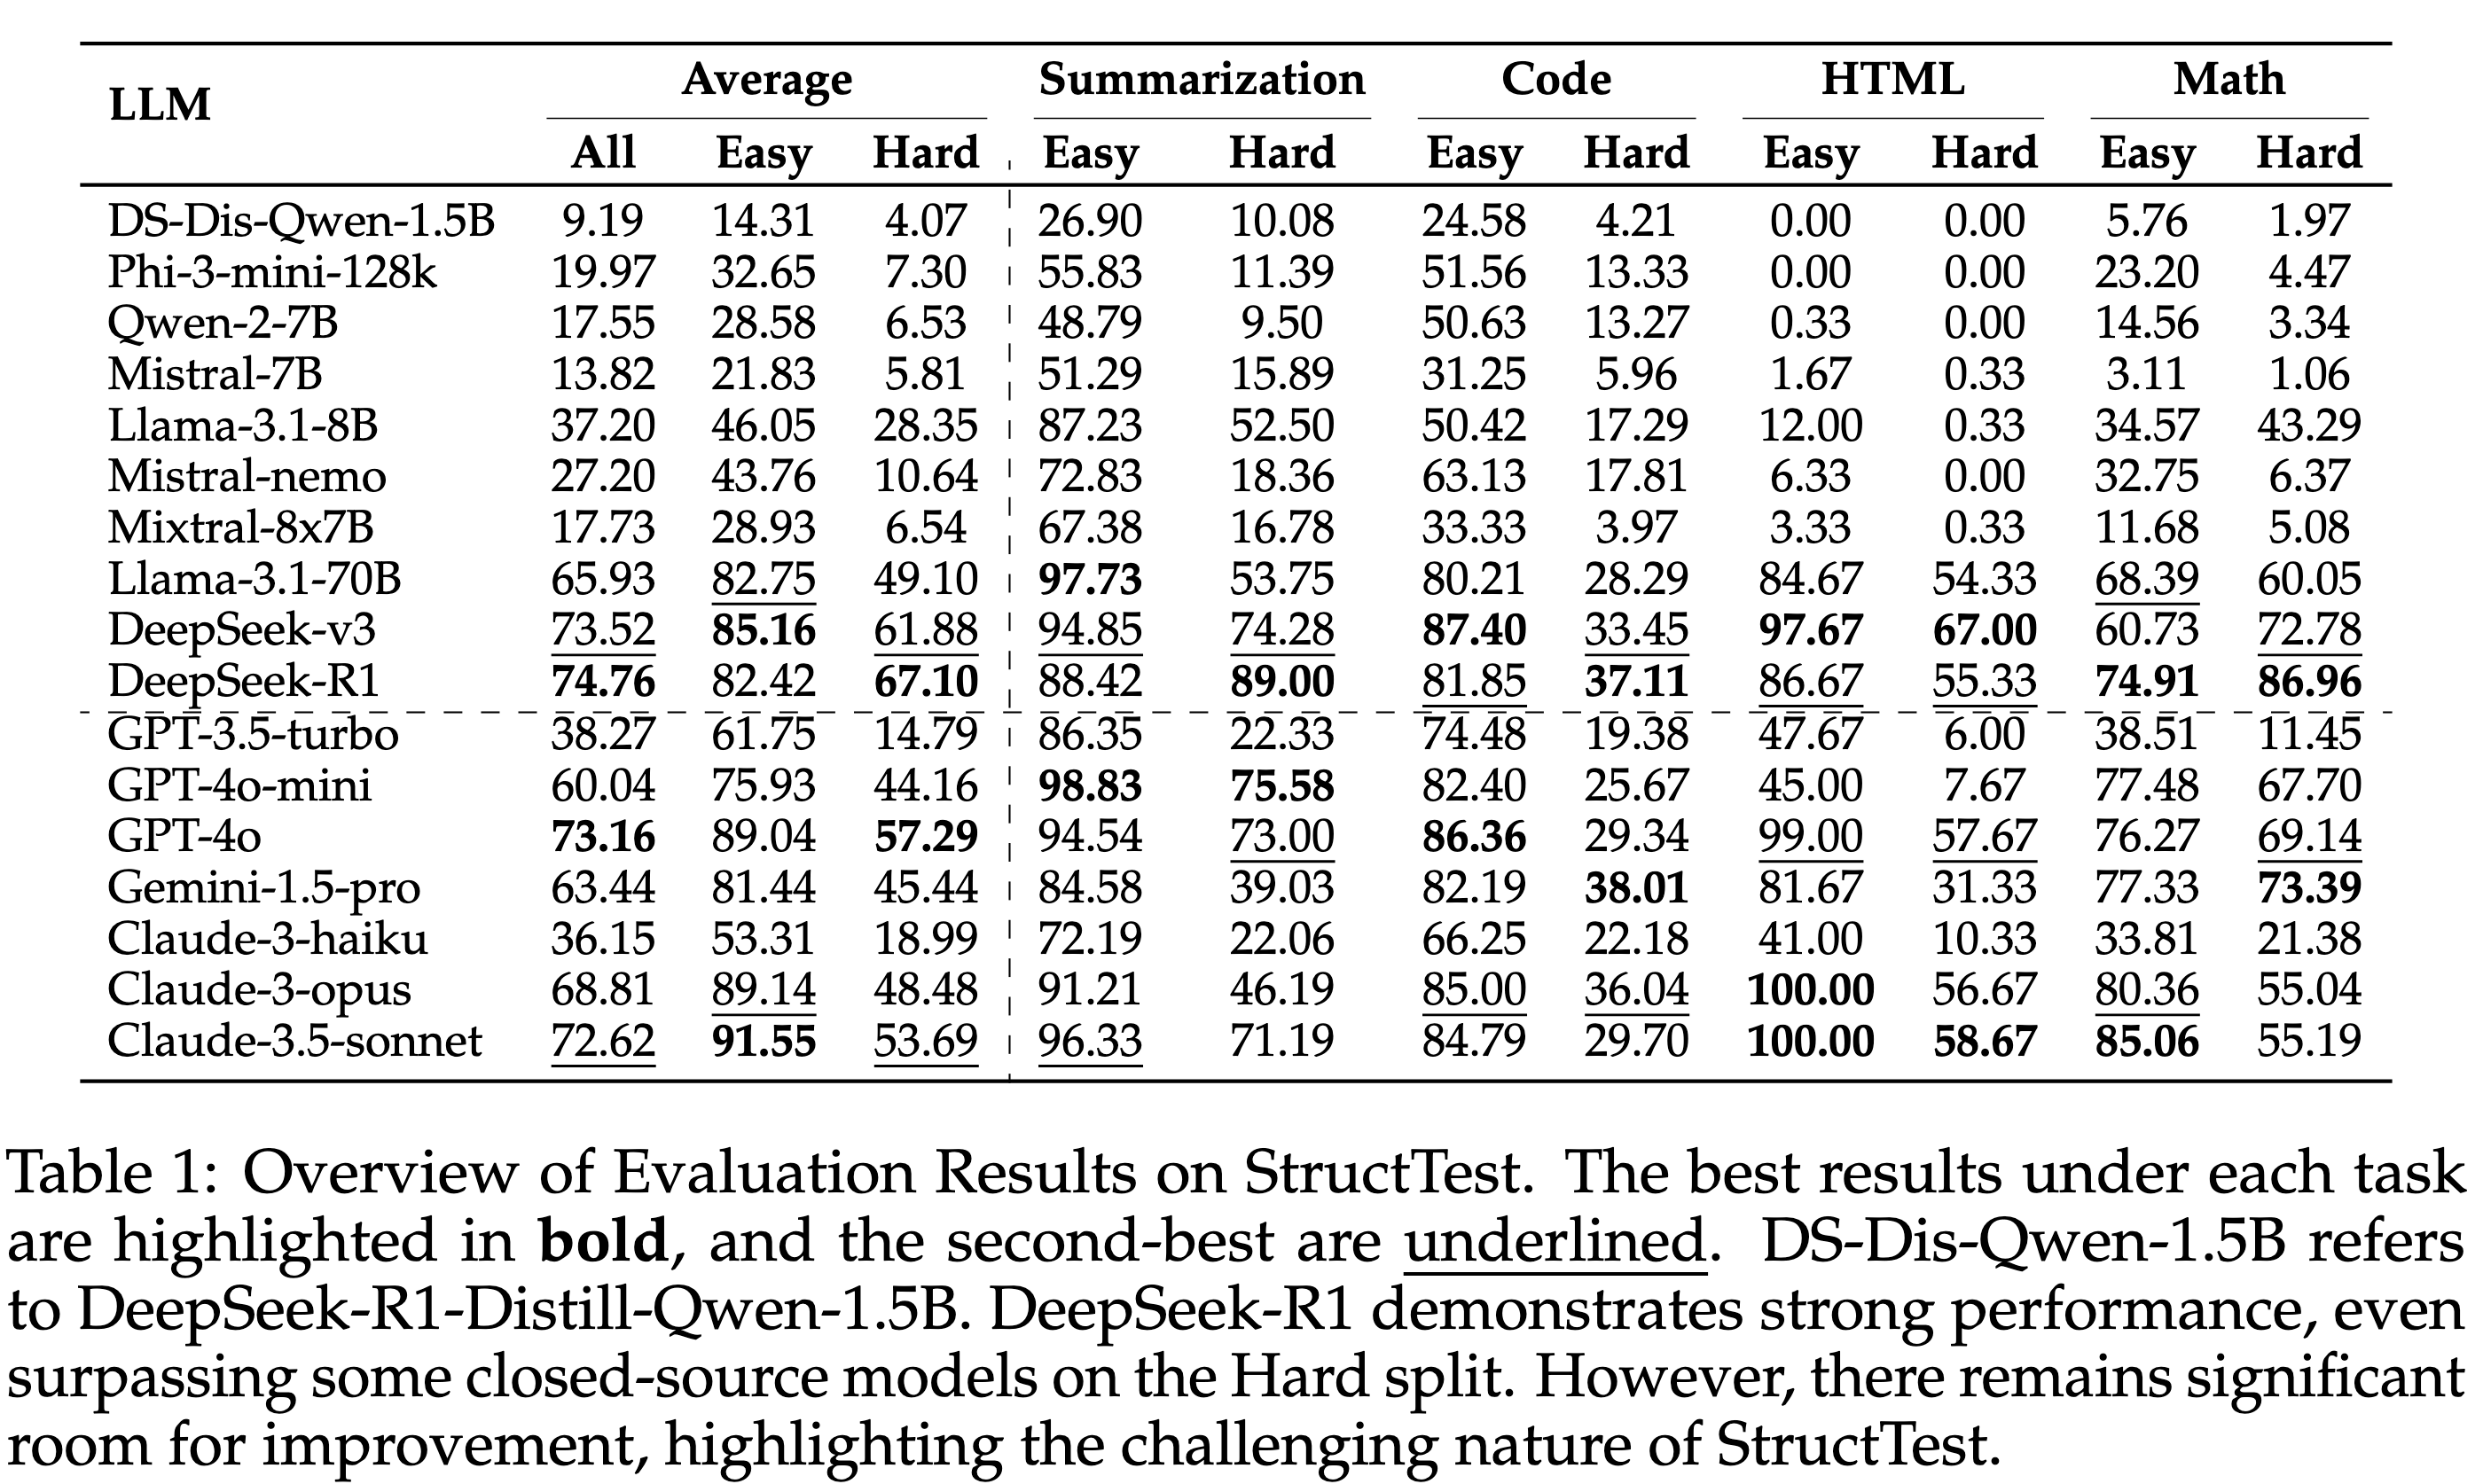 LLM Average Summarization Code HTML Math
All Easy Hard Easy Hard Easy Hard Easy Hard Easy Hard
DS-Dis-Qwen-1.5B 9.19 14.31 4.07 26.90 10.08 24.58 4.21 0.00 0.00 5.76 1.97
Phi-3-mini-128k 19.97 32.65 7.30 55.83 11.39 51.56 13.33 0.00 0.00 23.20 4.47
Qwen-2-7B 17.55 28.58 6.53 48.79 9.50 50.63 13.27 0.33 0.00 14.56 3.34
Mistral-7B 13.82 21.83 5.81 51.29 15.89 31.25 5.96 1.67 0.33 3.11 1.06
Llama-3.1-8B 37.20 46.05 28.35 87.23 52.50 50.42 17.29 12.00 0.33 34.57 43.29
Mistral-nemo 27.20 43.76 10.64 72.83 18.36 63.13 17.81 6.33 0.00 32.75 6.37
Mixtral-8x7B 17.73 28.93 6.54 67.38 16.78 33.33 3.97 3.33 0.33 11.68 5.08
Llama-3.1-70B 65.93 82.75 49.10 97.73 53.75 80.21 28.29 84.67 54.33 68.39 60.05
DeepSeek-v3 73.52 85.16 61.88 94.85 74.28 87.40 33.45 97.67 67.00 60.73 72.78
DeepSeek-R1 74.76 82.42 67.10 88.42 89.00 81.85 37.11 86.67 55.33 74.91 86.96
GPT-3.5-turbo 38.27 61.75 14.79 86.35 22.33 74.48 19.38 47.67 6.00 38.51 11.45
GPT-4o-mini 60.04 75.93 44.16 98.83 75.58 82.40 25.67 45.00 7.67 77.48 67.70
GPT-4o 73.16 89.04 57.29 94.54 73.00 86.36 29.34 99.00 57.67 76.27 69.14
Gemini-1.5-pro 63.44 81.44 45.44 84.58 39.03 82.19 38.01 81.67 31.33 77.33 73.39
Claude-3-haiku 36.15 53.31 18.99 72.19 22.06 66.25 22.18 41.00 10.33 33.81 21.38
Claude-3-opus 68.81 89.14 48.48 91.21 46.19 85.00 36.04 100.00 56.67 80.36 55.04
Claude-3.5-sonnet 72.62 91.55 53.69 96.33 71.19 84.79 29.70 100.00 58.67 85.06 55.19
Table 1: Overview of Evaluation Results on StructTest. The best results under each task
are highlighted in bold, and the second-best are underlined. DS-Dis-Qwen-1.5B refers
to DeepSeek-R1-Distill-Qwen-1.5B. DeepSeek-R1 demonstrates strong performance, even
surpassing some closed-source models on the Hard split. However, there remains significant
room for improvement, highlighting the challenging nature of StructTest.